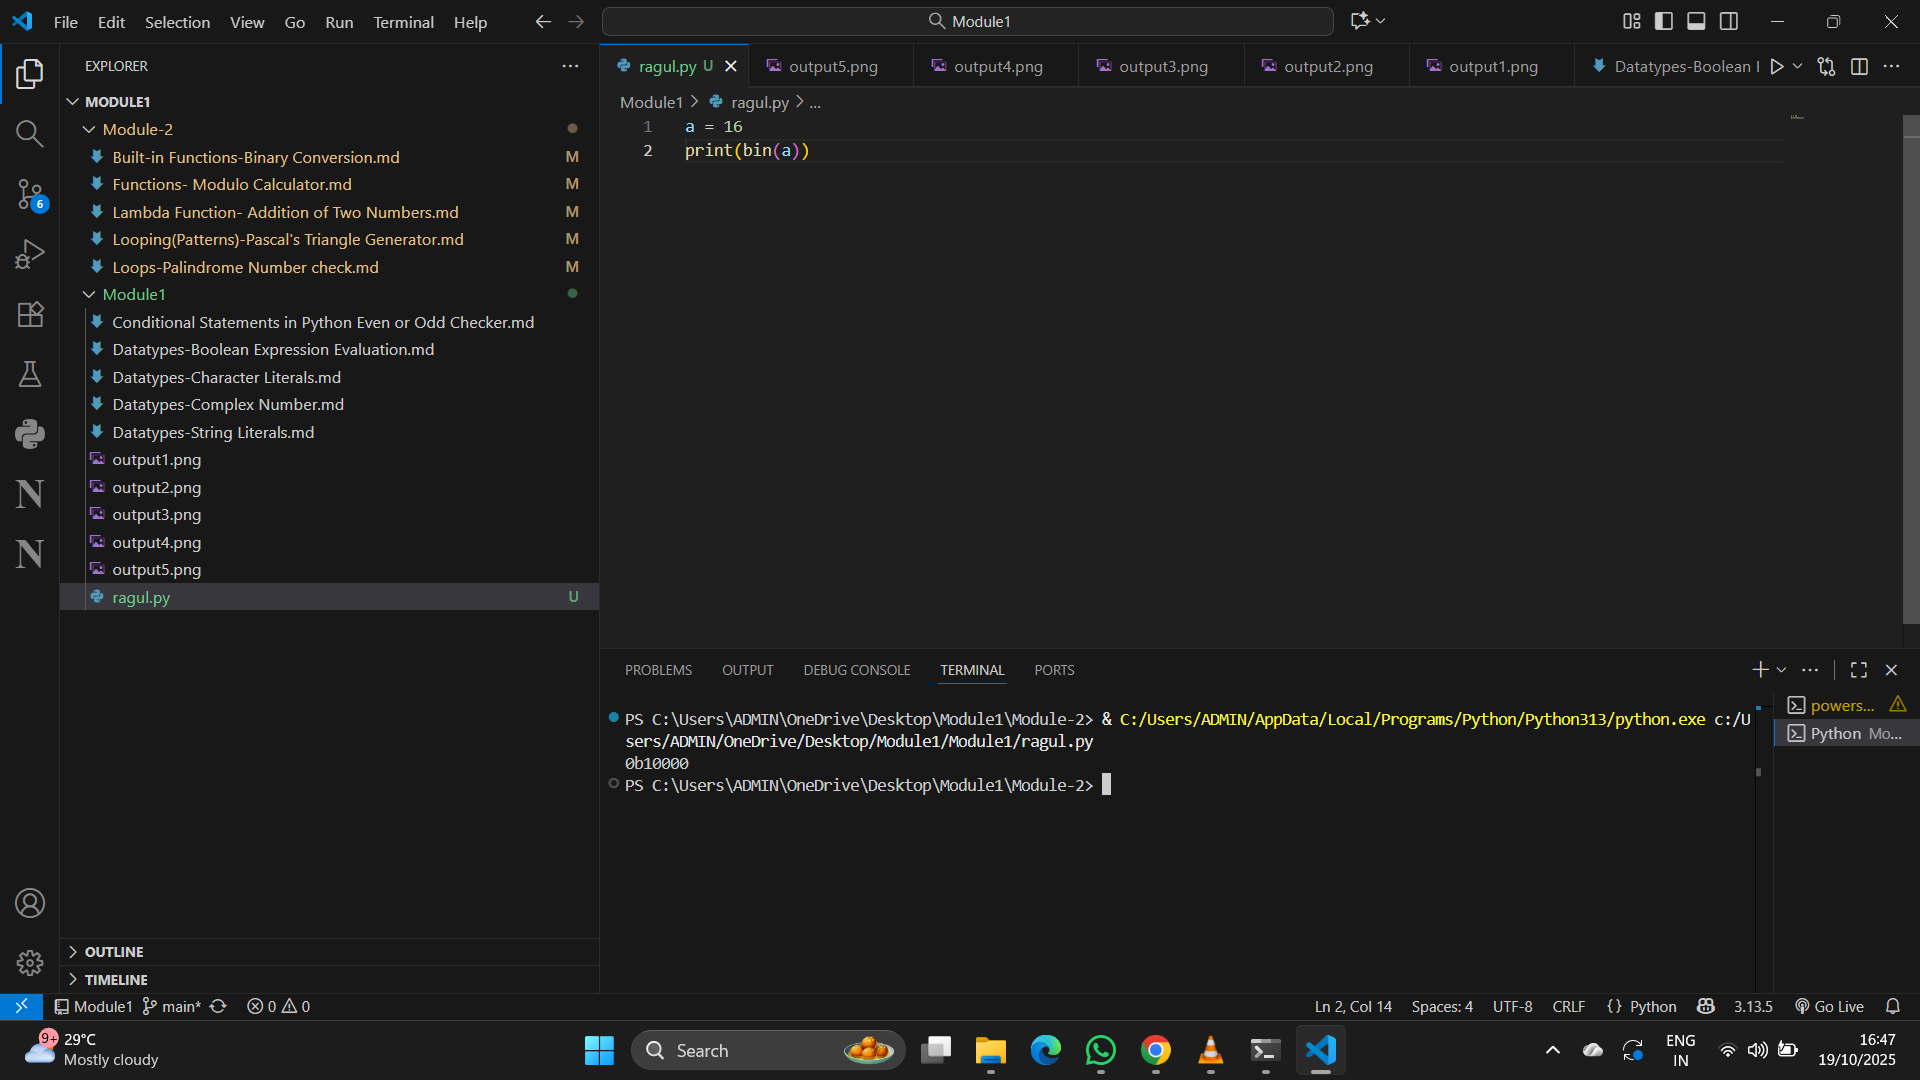 File Edit Selection View Go Run Terminal Help
Module1
EXPLORER
MODULE1
Module-2
Built-in Functions-Binary Conversion.md M
Functions- Modulo Calculator.md M
Lambda Function- Addition of Two Numbers.md M
Looping(Patterns)-Pascal's Triangle Generator.md M
Loops-Palindrome Number check.md M
Module1
Conditional Statements in Python Even or Odd Checker.md
Datatypes-Boolean Expression Evaluation.md
Datatypes-Character Literals.md
Datatypes-Complex Number.md
Datatypes-String Literals.md
output1.png
output2.png
output3.png
output4.png
output5.png
ragul.py U
6
OUTLINE
TIMELINE
ragul.py U output5.png output4.png output3.png output2.png output1.png Datatypes-Boolean
Module1 > ragul.py > ...
1 a = 16
2 print(bin(a))
PROBLEMS OUTPUT DEBUG CONSOLE TERMINAL PORTS
PS C:\Users\ADMIN\OneDrive\Desktop\Module1\Module-2> & C:/Users/ADMIN/AppData/Local/Programs/Python/Python313/python.exe c:/U
sers/ADMIN/OneDrive/Desktop/Module1/Module1/ragul.py
0b10000
PS C:\Users\ADMIN\OneDrive\Desktop\Module1\Module-2>
powers...
Python Mo...
Module1 main* 0 0 Ln 2, Col 14 Spaces: 4 UTF-8 CRLF {} Python 3.13.5 Go Live
9+ 29°C
Mostly cloudy
Search
ENG
IN
16:47
19/10/2025